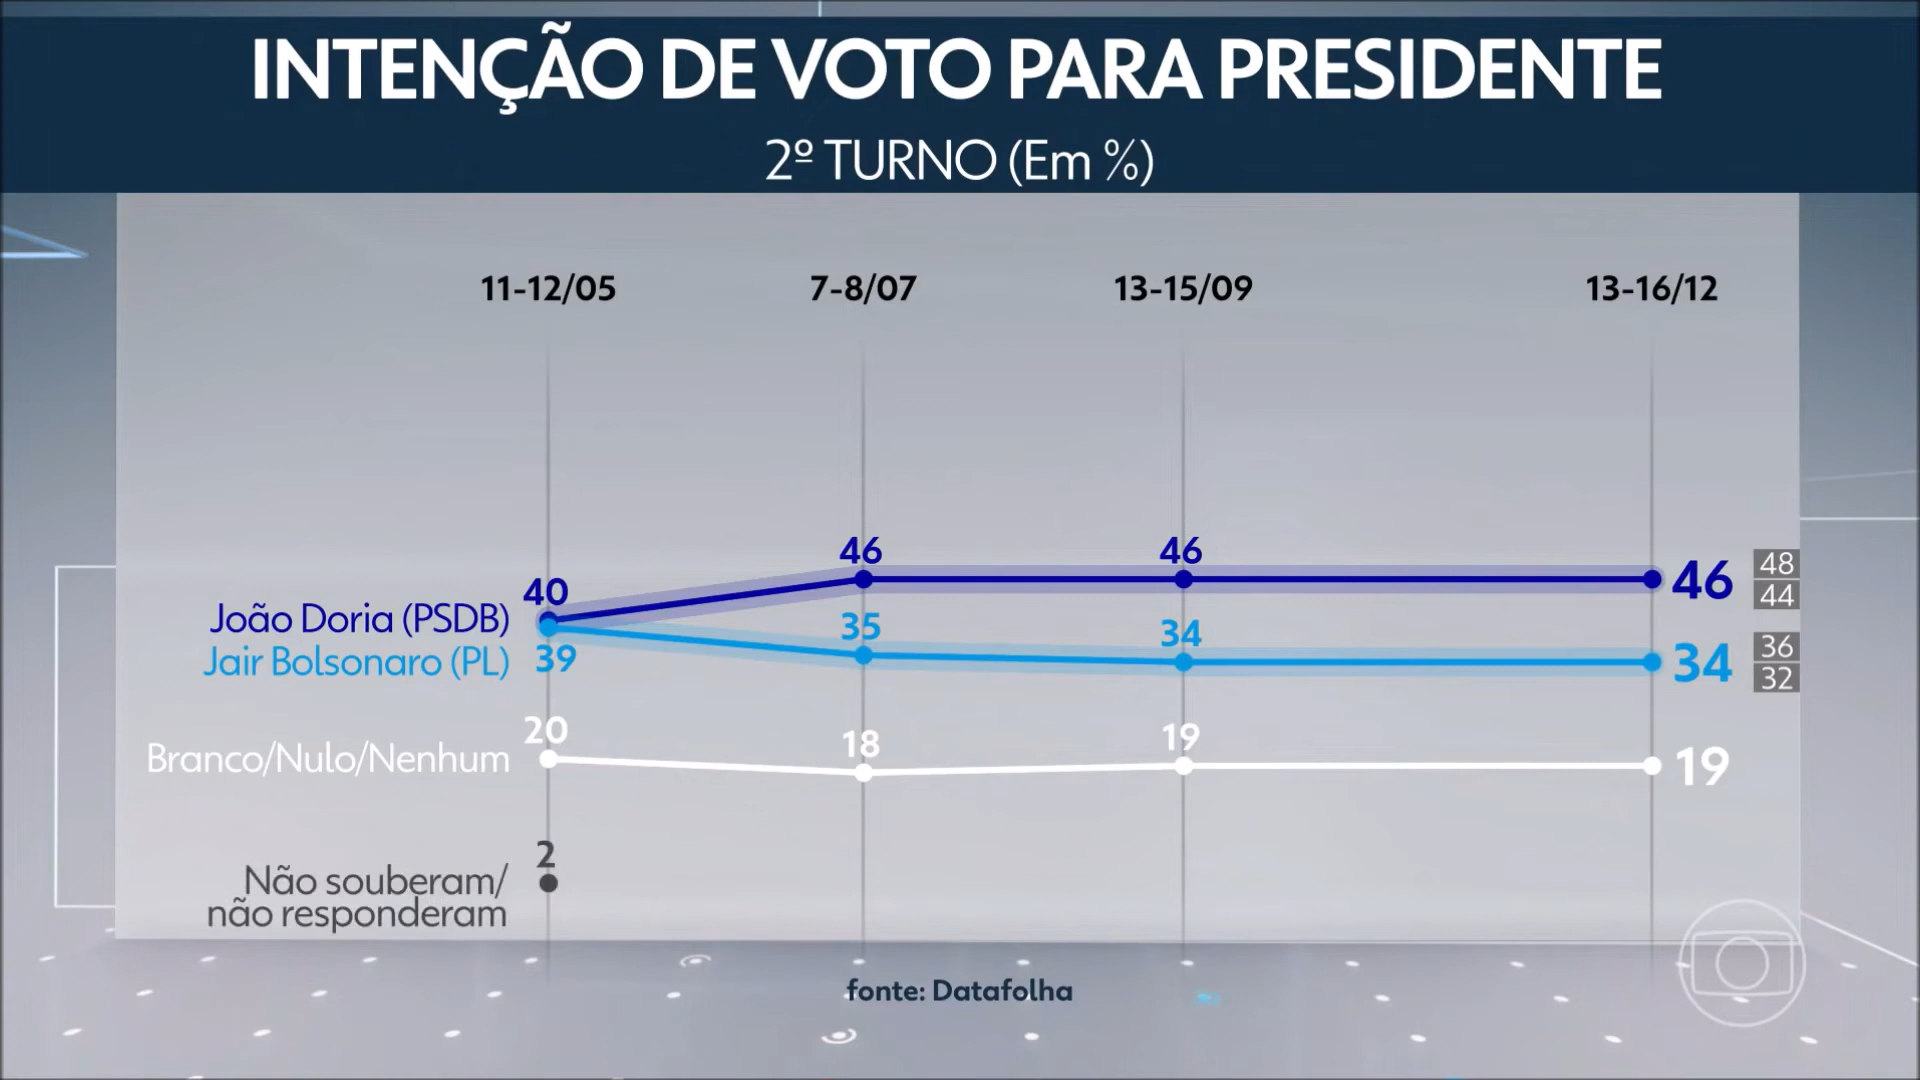 INTENÇÃO DE VOTO PARA PRESIDENTE
2º TURNO (Em %)
11-12/05 7-8/07 13-15/09 13-16/12
João Doria (PSDB) 40 46 46 46 48 44
Jair Bolsonaro (PL) 39 35 34 34 36 32
Branco/Nulo/Nenhum 20 18 19 19
Não souberam/ 2
não responderam
fonte: Datafolha